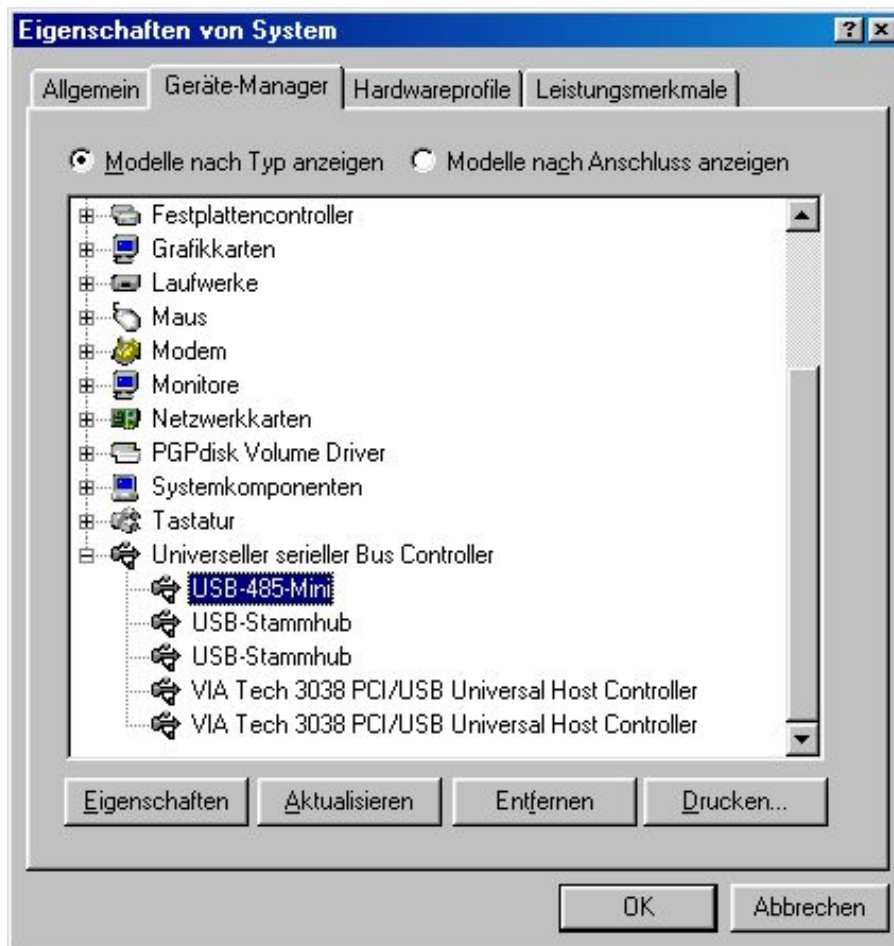 Eigenschaften von System
Allgemein Geräte-Manager Hardwareprofile Leistungsmerkmale
Modelle nach Typ anzeigen Modelle nach Anschluss anzeigen
Festplattencontroller
Grafikkarten
Laufwerke
Maus
Modem
Monitore
Netzwerkkarten
PGPdisk Volume Driver
Systemkomponenten
Tastatur
Universeller serieller Bus Controller
USB-485-Mini
USB-Stammhub
USB-Stammhub
VIA Tech 3038 PCI/USB Universal Host Controller
VIA Tech 3038 PCI/USB Universal Host Controller
Eigenschaften Aktualisieren Entfernen Drucken...
OK Abbrechen